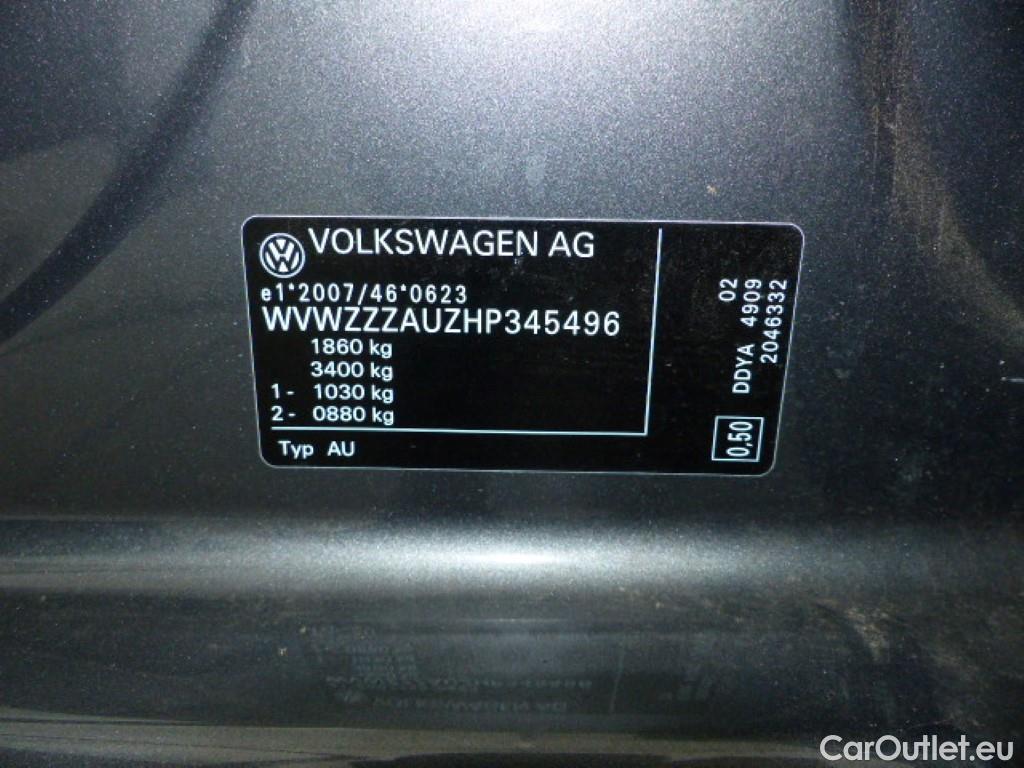 VOLKSWAGEN AG
e1*2007/46*0623
WVWZZZAUZHP345496
1860 kg
3400 kg
1 - 1030 kg
2 - 0880 kg
Typ AU
02
DDYA 4909
2046332
0,50
CarOutlet.eu